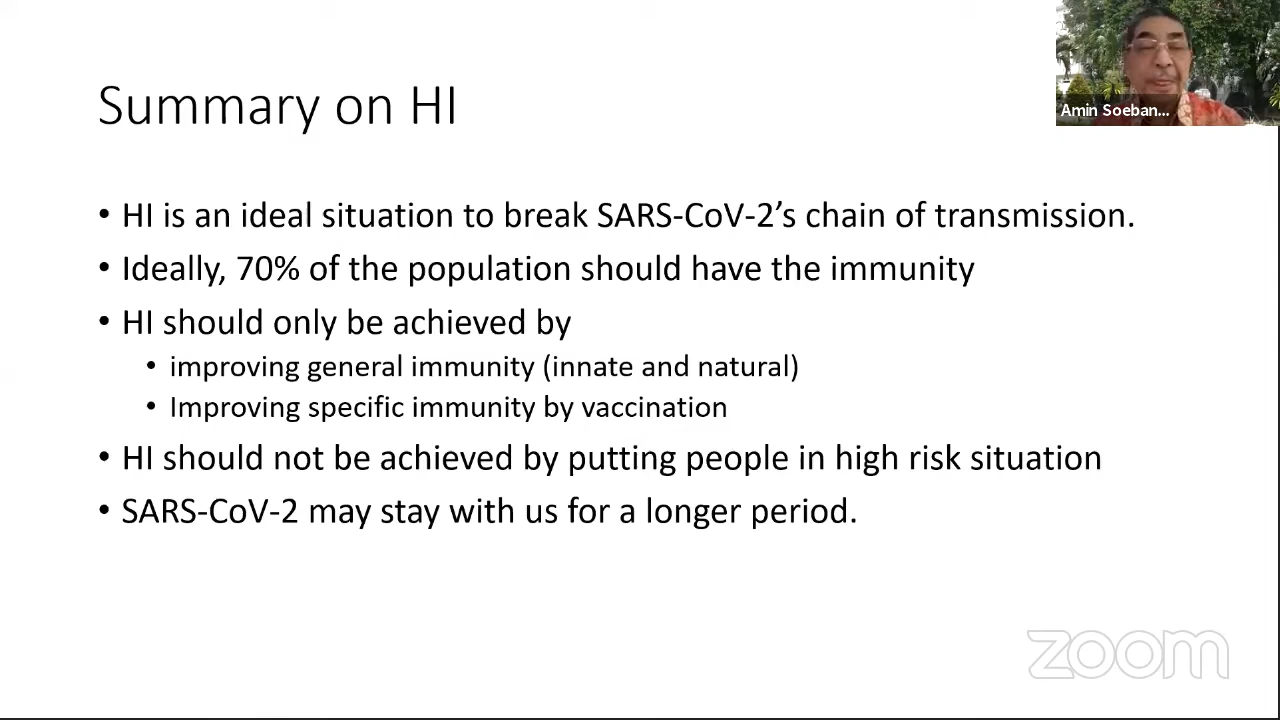 Summary on HI
Amin Soeban...
• HI is an ideal situation to break SARS-CoV-2’s chain of transmission.
• Ideally, 70% of the population should have the immunity
• HI should only be achieved by
• improving general immunity (innate and natural)
• Improving specific immunity by vaccination
• HI should not be achieved by putting people in high risk situation
• SARS-CoV-2 may stay with us for a longer period.
zoom